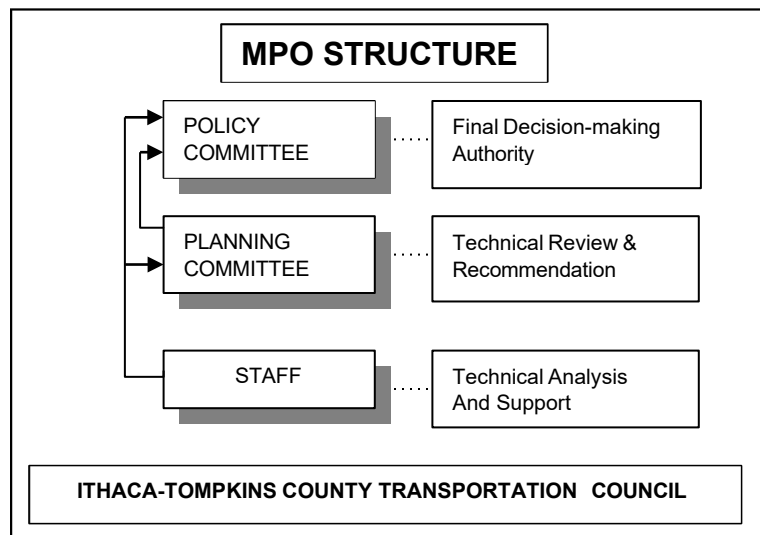 MPO STRUCTURE
POLICY
COMMITTEE
Final Decision-making
Authority
PLANNING
COMMITTEE
Technical Review &
Recommendation
STAFF
Technical Analysis
And Support
ITHACA-TOMPKINS COUNTY TRANSPORTATION COUNCIL